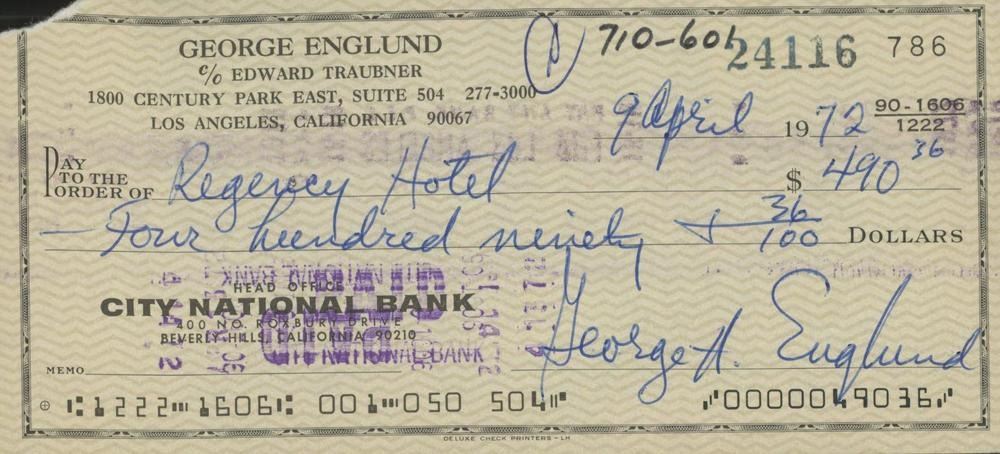 GEORGE ENGLUND
c/o EDWARD TRAUBNER
1800 CENTURY PARK EAST, SUITE 504 277-3000
LOS ANGELES, CALIFORNIA 90067
710-601
24116 786
9 April 1972
90-1606
1222
PAY TO THE ORDER OF Regency Hotel $ 490 36
Four hundred ninety + 36/100 DOLLARS
HEAD OFFICE
CITY NATIONAL BANK
400 NO. ROXBURY DRIVE
BEVERLY HILLS, CALIFORNIA 90210
George H. Englund
MEMO
⑆1222⑉1606⑆ 001⑉050 504⑈ ⑈0000049036⑈
DELUXE CHECK PRINTERS - LH